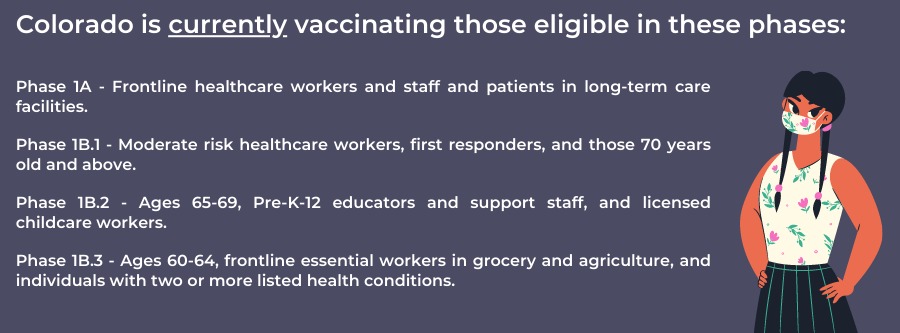 Colorado is currently vaccinating those eligible in these phases:
Phase 1A - Frontline healthcare workers and staff and patients in long-term care
facilities.
Phase 1B.1 - Moderate risk healthcare workers, first responders, and those 70 years
old and above.
Phase 1B.2 - Ages 65-69, Pre-K-12 educators and support staff, and licensed
childcare workers.
Phase 1B.3 - Ages 60-64, frontline essential workers in grocery and agriculture, and
individuals with two or more listed health conditions.